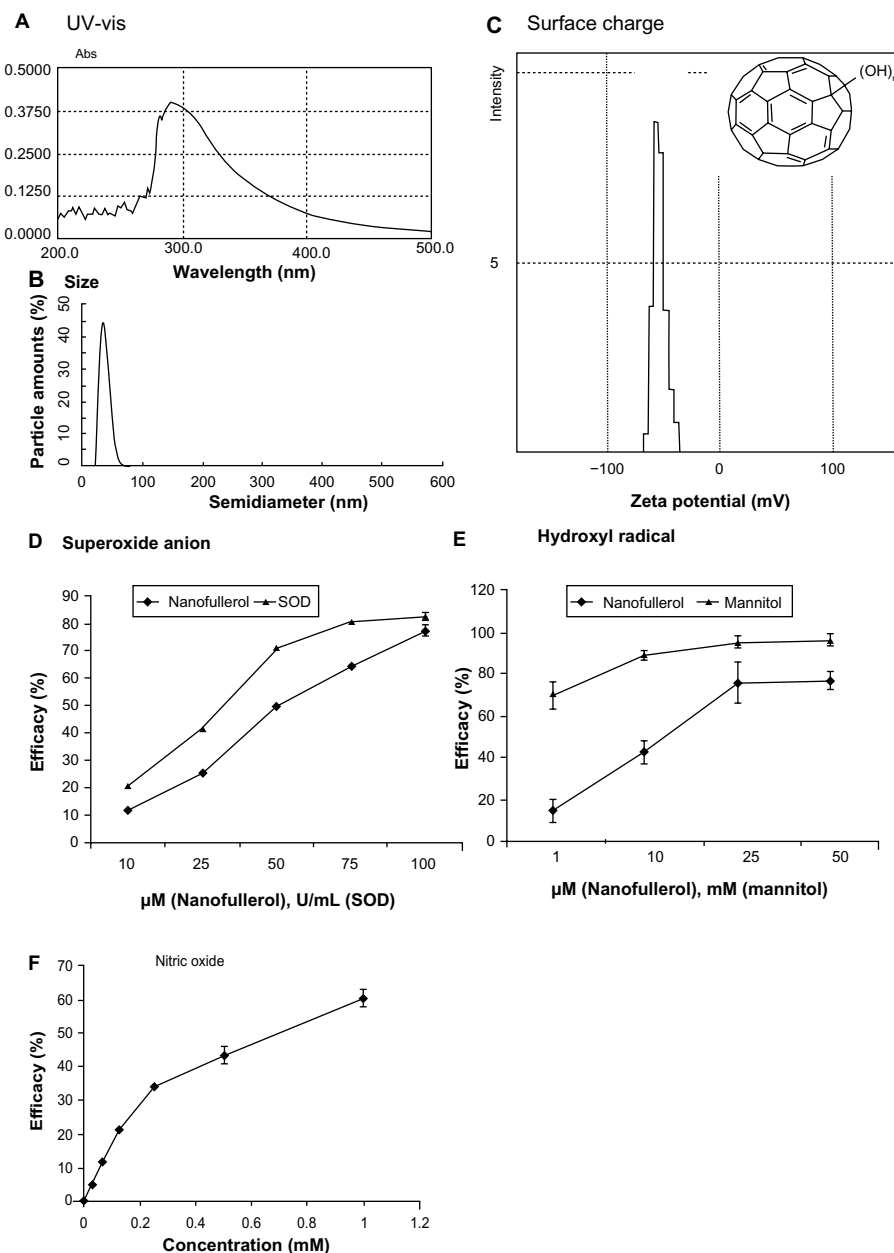 A UV-vis
Abs
0.5000
0.3750
0.2500
0.1250
0.0000
200.0 300.0 400.0 500.0
Wavelength (nm)
B Size
Particle amounts (%)
50
40
30
20
10
0
0 100 200 300 400 500 600
Semidiameter (nm)
C Surface charge
Intensity
(OH)
5
−100 0 100
Zeta potential (mV)
D Superoxide anion
Nanofullerol SOD
Efficacy (%)
90
80
70
60
50
40
30
20
10
0
10 25 50 75 100
µM (Nanofullerol), U/mL (SOD)
E Hydroxyl radical
Nanofullerol Mannitol
Efficacy (%)
120
100
80
60
40
20
0
1 10 25 50
µM (Nanofullerol), mM (mannitol)
F Nitric oxide
Efficacy (%)
70
60
50
40
30
20
10
0
0 0.2 0.4 0.6 0.8 1 1.2
Concentration (mM)